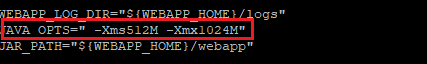 WEBAPP_LOG_DIR="${WEBAPP_HOME}/logs"
JAVA_OPTS=" -Xms512M -Xmx1024M"
JAR_PATH="${WEBAPP_HOME}/webapp"